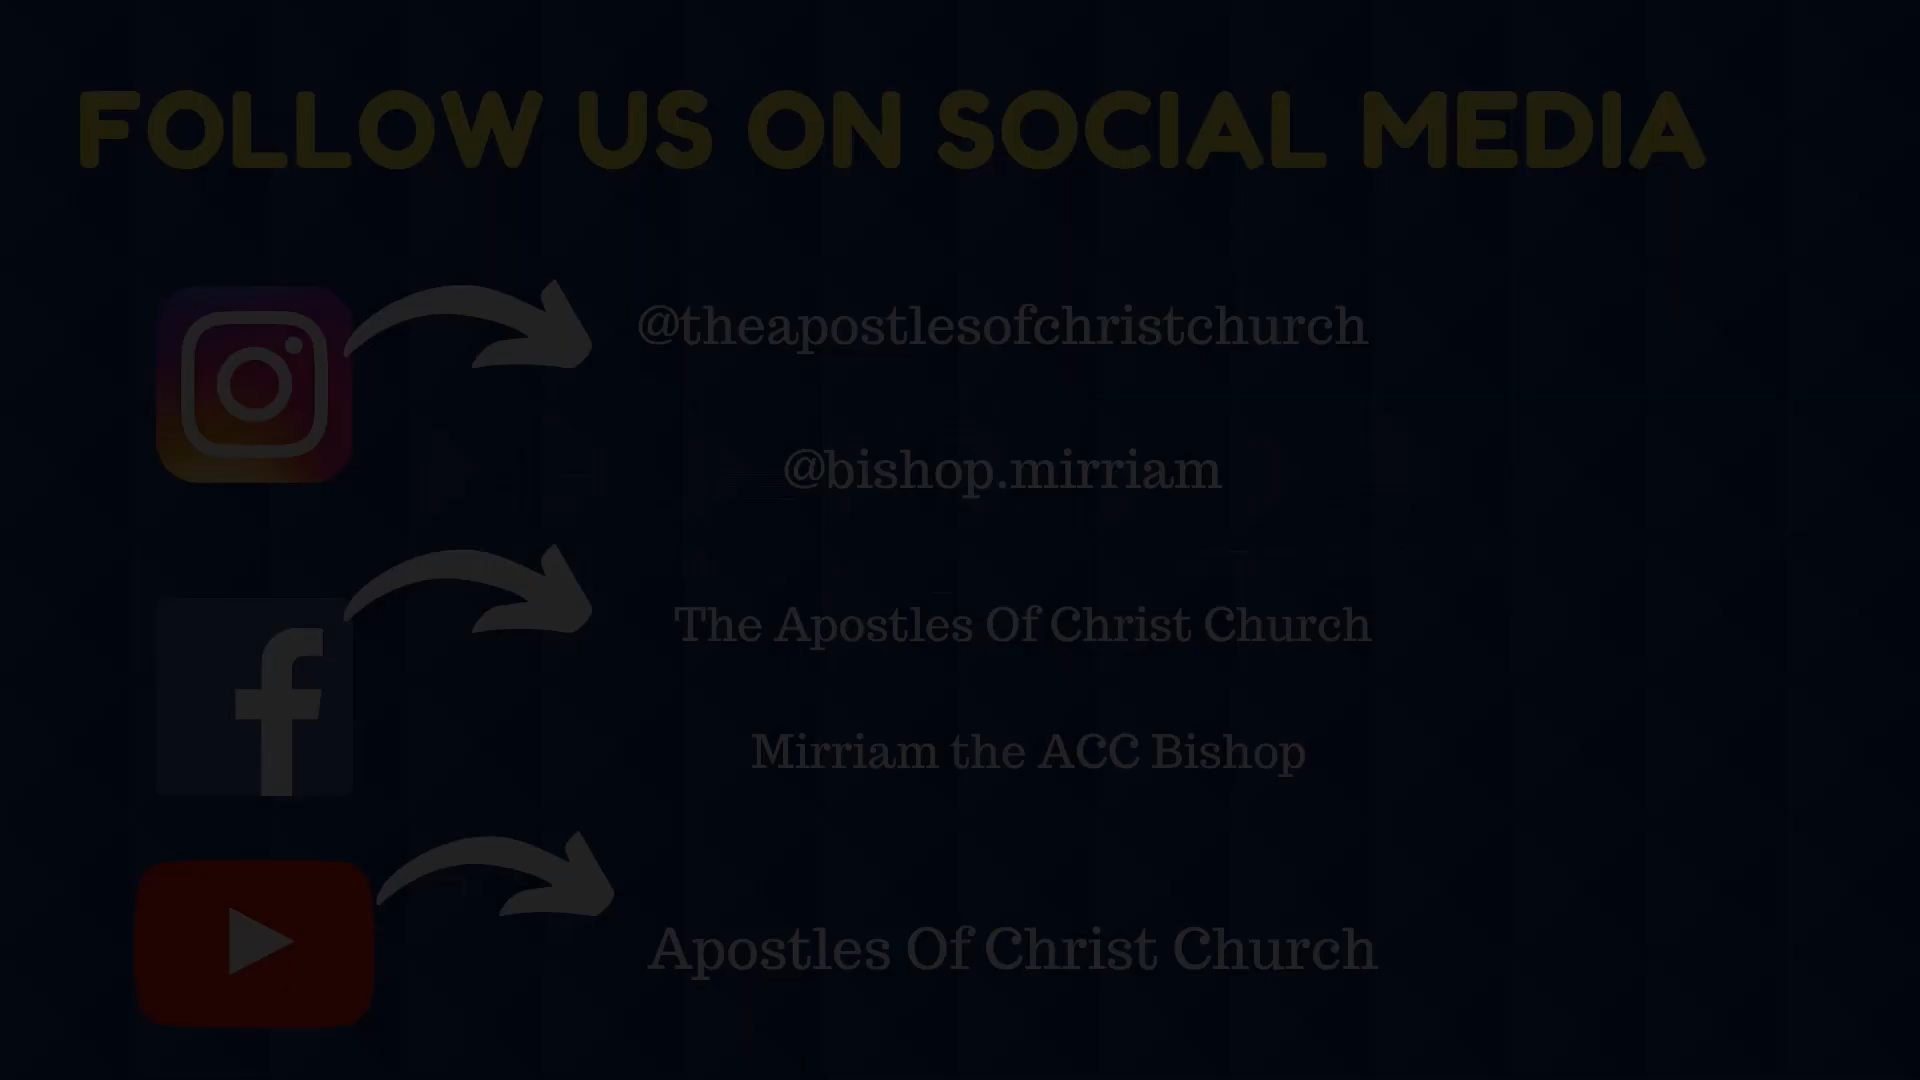 FOLLOW US ON SOCIAL MEDIA
@theapostlesofchristchurch
@bishop.mirriam
The Apostles Of Christ Church
Mirriam the ACC Bishop
Apostles Of Christ Church